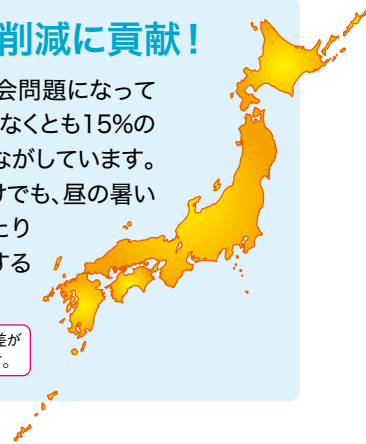 削減に貢献！
会問題になって
なくとも15%の
ながしています。
けでも、昼の暑い
たり
する
差が
す。